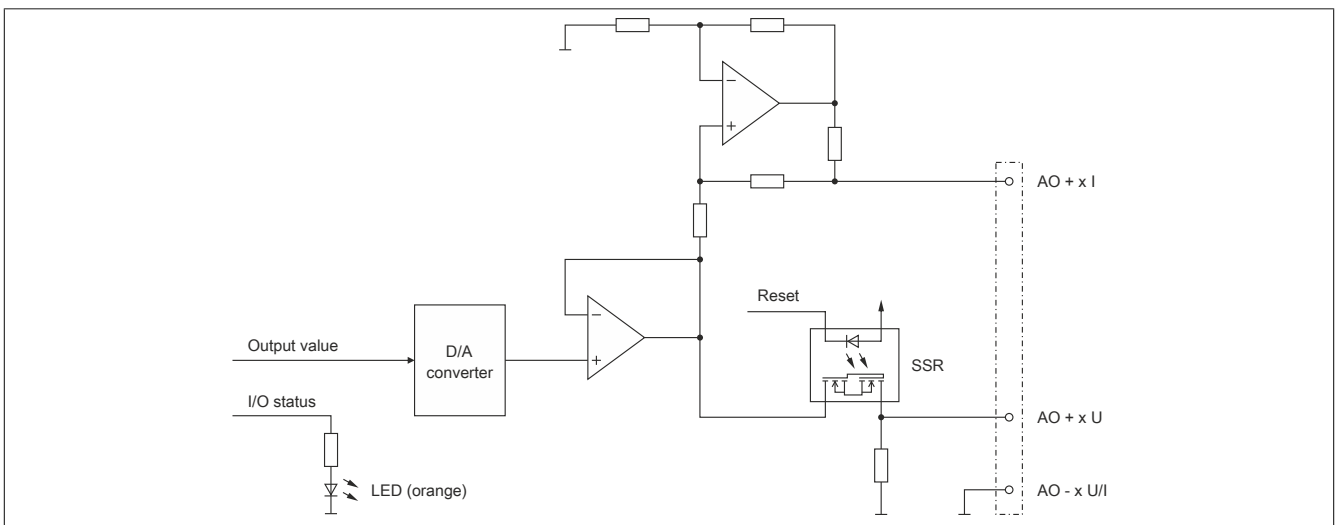 AO + x I
Reset
Output value
D/A
converter
SSR
I/O status
AO + x U
LED (orange)
AO - x U/I